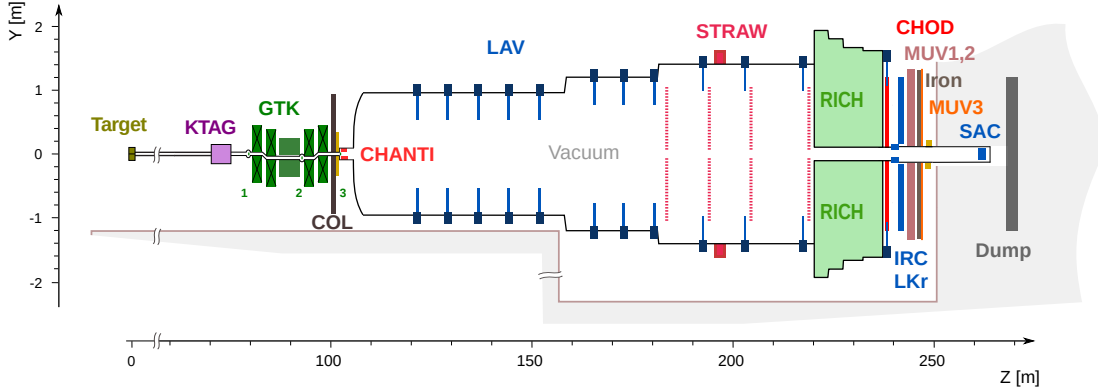 Y [m]
2
1
0
-1
-2
Target
KTAG
GTK
1
2
3
COL
CHANTI
LAV
Vacuum
STRAW
RICH
RICH
CHOD
MUV1,2
Iron
MUV3
SAC
IRC
LKr
Dump
0
100
150
200
250
Z [m]